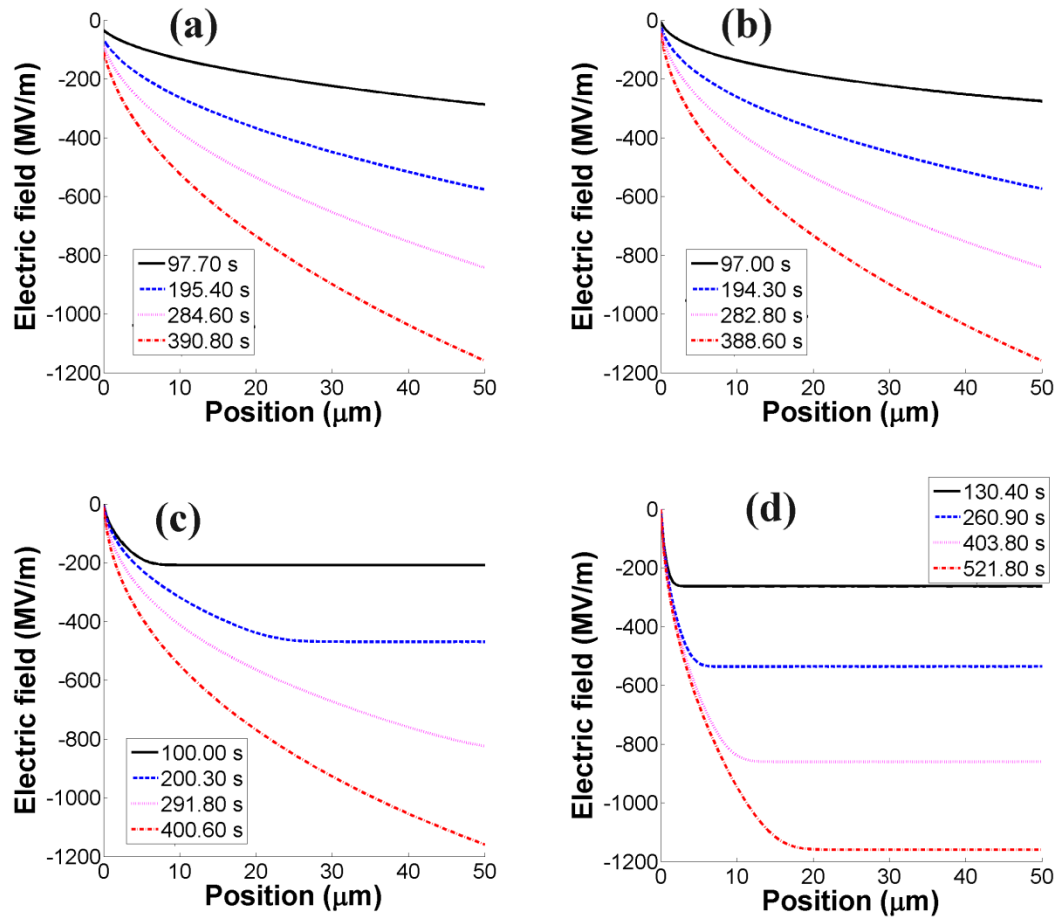 (a)
Electric field (MV/m)
0
-200
-400
-600
-800
-1000
-1200
97.70 s
195.40 s
284.60 s
390.80 s
0 10 20 30 40 50
Position (μm)
(b)
Electric field (MV/m)
0
-200
-400
-600
-800
-1000
-1200
97.00 s
194.30 s
282.80 s
388.60 s
0 10 20 30 40 50
Position (μm)
(c)
Electric field (MV/m)
0
-200
-400
-600
-800
-1000
-1200
100.00 s
200.30 s
291.80 s
400.60 s
0 10 20 30 40 50
Position (μm)
(d)
130.40 s
260.90 s
403.80 s
521.80 s
Electric field (MV/m)
0
-200
-400
-600
-800
-1000
-1200
0 10 20 30 40 50
Position (μm)